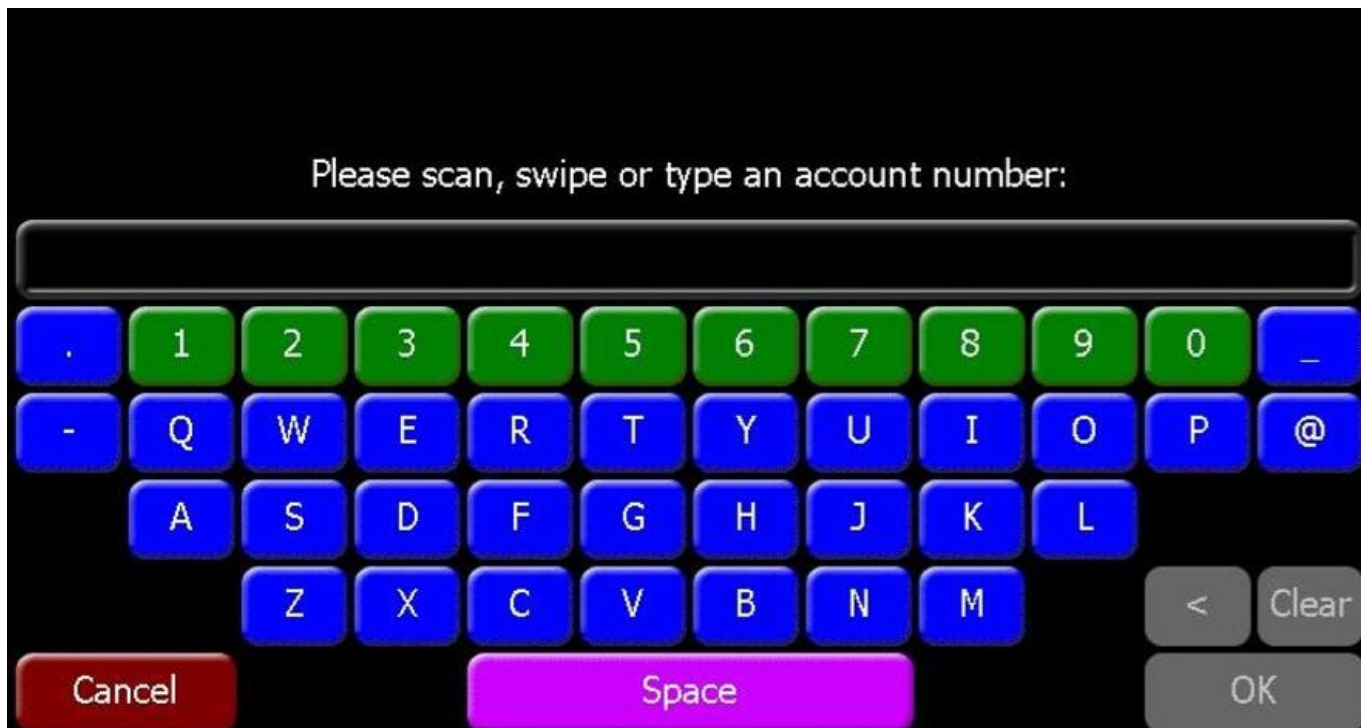 Please scan, swipe or type an account number:
. 1 2 3 4 5 6 7 8 9 0 _
- Q W E R T Y U I O P @
A S D F G H J K L
Z X C V B N M < Clear
Cancel Space OK